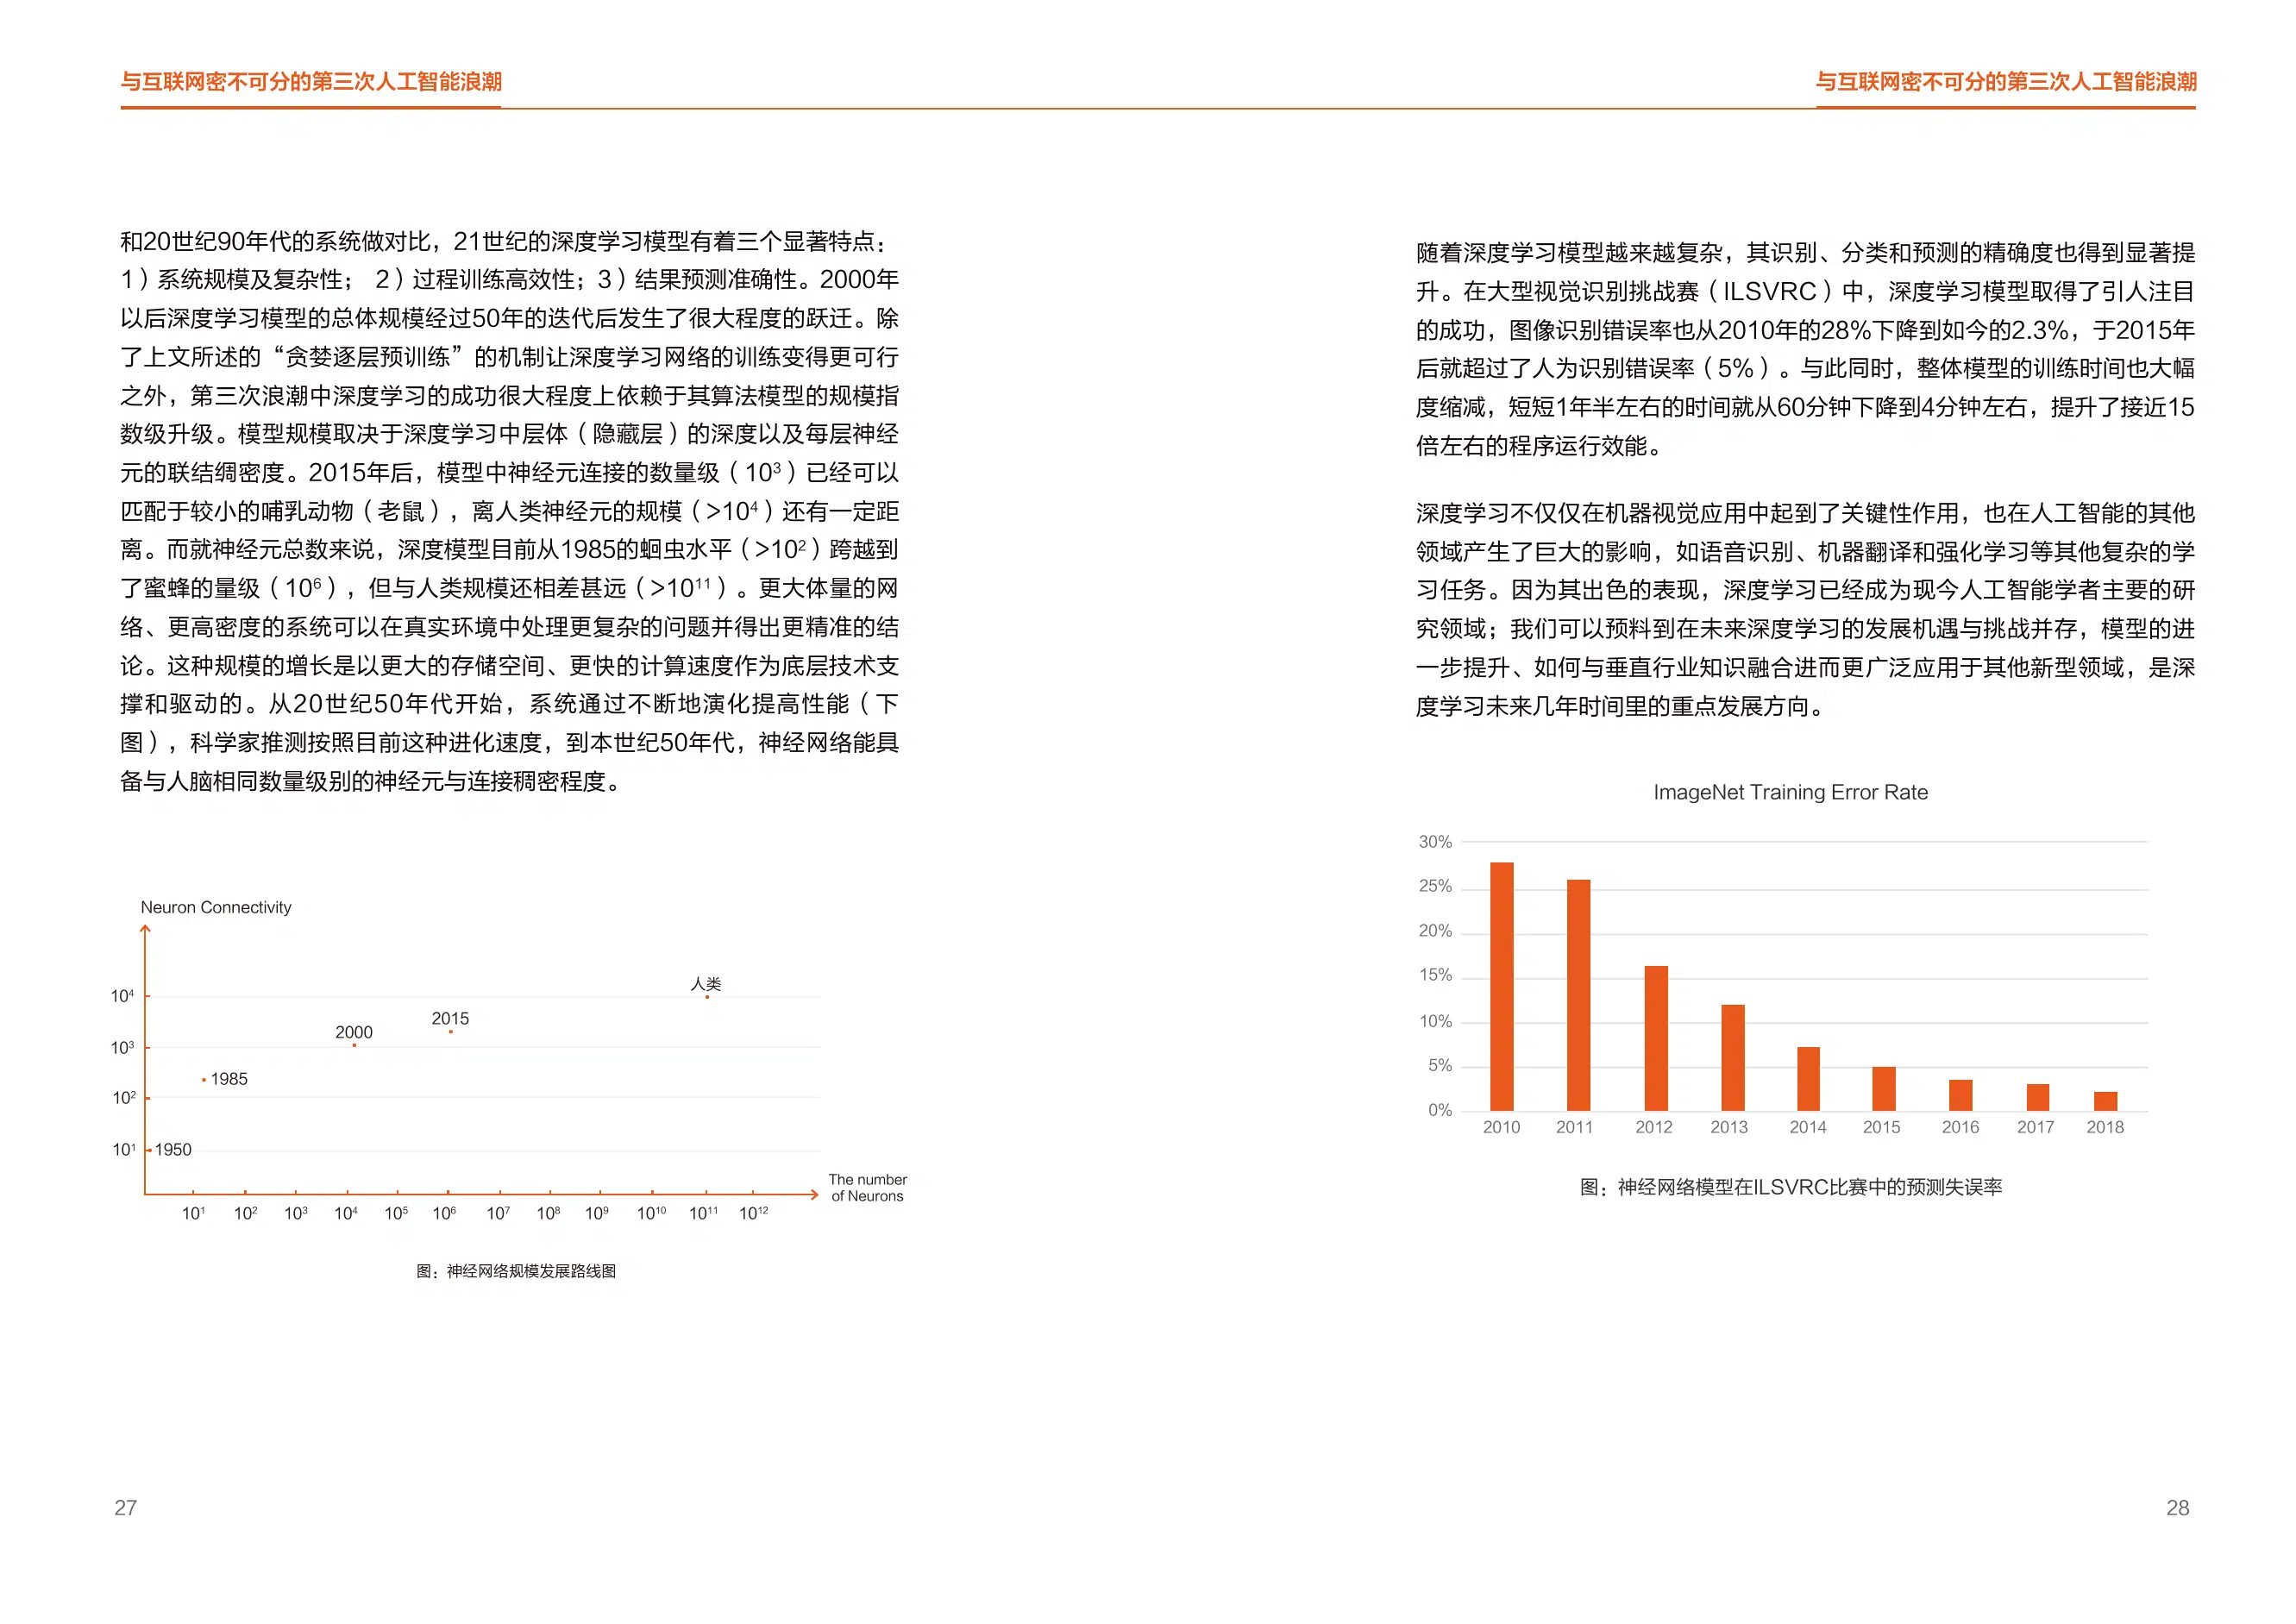 与互联网密不可分的第三次人工智能浪潮
和20世纪90年代的系统做对比，21世纪的深度学习模型有着三个显著特点：
1）系统规模及复杂性； 2）过程训练高效性；3）结果预测准确性。2000年
以后深度学习模型的总体规模经过50年的迭代后发生了很大程度的跃迁。除
了上文所述的“贪婪逐层预训练”的机制让深度学习网络的训练变得更可行
之外，第三次浪潮中深度学习的成功很大程度上依赖于其算法模型的规模指
数级升级。模型规模取决于深度学习中层体（隐藏层）的深度以及每层神经
元的联结绸密度。2015年后，模型中神经元连接的数量级（10³）已经可以
匹配于较小的哺乳动物（老鼠），离人类神经元的规模（>10⁴）还有一定距
离。而就神经元总数来说，深度模型目前从1985的蛔虫水平（>10²）跨越到
了蜜蜂的量级（10⁶），但与人类规模还相差甚远（>10¹¹）。更大体量的网
络、更高密度的系统可以在真实环境中处理更复杂的问题并得出更精准的结
论。这种规模的增长是以更大的存储空间、更快的计算速度作为底层技术支
撑和驱动的。从20世纪50年代开始，系统通过不断地演化提高性能（下
图），科学家推测按照目前这种进化速度，到本世纪50年代，神经网络能具
备与人脑相同数量级别的神经元与连接稠密程度。
Neuron Connectivity
10⁴
10³
10²
10¹
1950
1985
2000
2015
人类
The number
of Neurons
10¹ 10² 10³ 10⁴ 10⁵ 10⁶ 10⁷ 10⁸ 10⁹ 10¹⁰ 10¹¹ 10¹²
图：神经网络规模发展路线图
27
与互联网密不可分的第三次人工智能浪潮
随着深度学习模型越来越复杂，其识别、分类和预测的精确度也得到显著提
升。在大型视觉识别挑战赛（ILSVRC）中，深度学习模型取得了引人注目
的成功，图像识别错误率也从2010年的28%下降到如今的2.3%，于2015年
后就超过了人为识别错误率（5%）。与此同时，整体模型的训练时间也大幅
度缩减，短短1年半左右的时间就从60分钟下降到4分钟左右，提升了接近15
倍左右的程序运行效能。
深度学习不仅仅在机器视觉应用中起到了关键性作用，也在人工智能的其他
领域产生了巨大的影响，如语音识别、机器翻译和强化学习等其他复杂的学
习任务。因为其出色的表现，深度学习已经成为现今人工智能学者主要的研
究领域；我们可以预料到在未来深度学习的发展机遇与挑战并存，模型的进
一步提升、如何与垂直行业知识融合进而更广泛应用于其他新型领域，是深
度学习未来几年时间里的重点发展方向。
ImageNet Training Error Rate
30%
25%
20%
15%
10%
5%
0%
2010 2011 2012 2013 2014 2015 2016 2017 2018
图：神经网络模型在ILSVRC比赛中的预测失误率
28